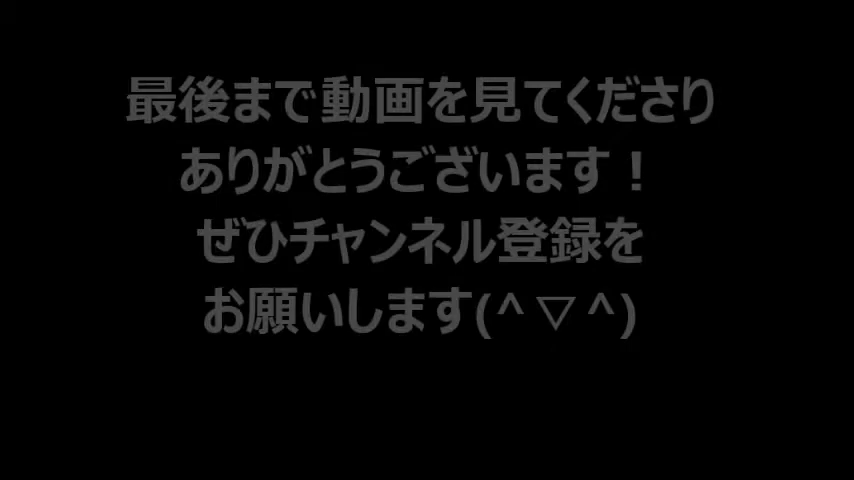 最後まで動画を見てくださり
ありがとうございます！
ぜひチャンネル登録を
お願いします(^▽^)